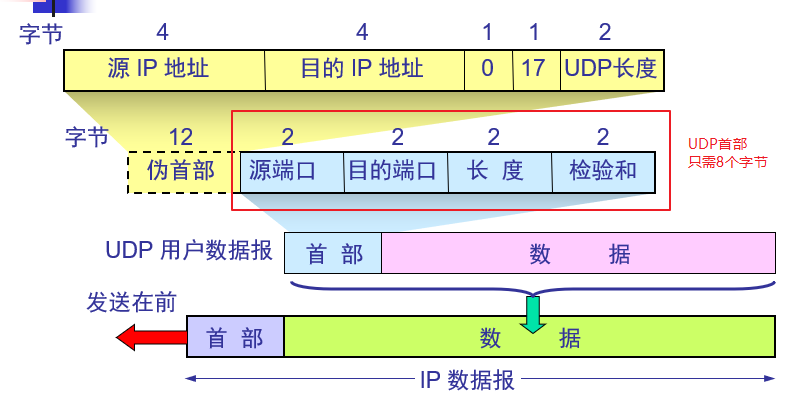 字节 4 4 1 1 2
源 IP 地址 目的 IP 地址 0 17 UDP长度
字节 12 2 2 2 2
伪首部 源端口 目的端口 长 度 检验和
UDP首部
只需8个字节
UDP 用户数据报 首 部 数 据
发送在前
首 部 数 据
IP 数据报